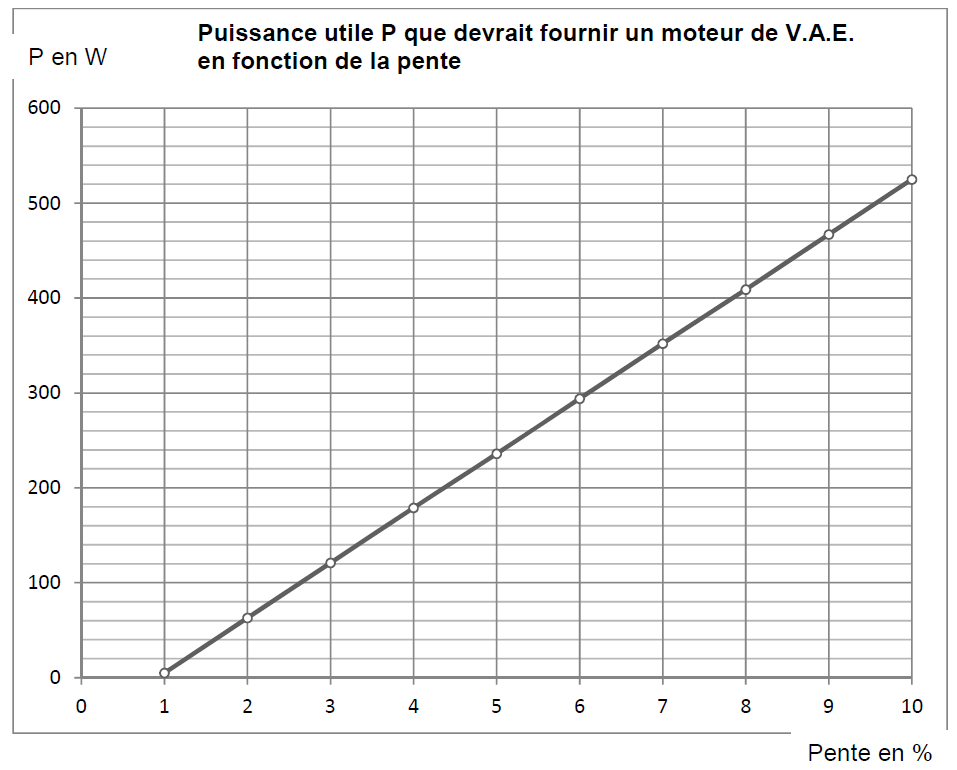 Puissance utile P que devrait fournir un moteur de V.A.E.
en fonction de la pente
P en W
600
500
400
300
200
100
0
0 1 2 3 4 5 6 7 8 9 10
Pente en %